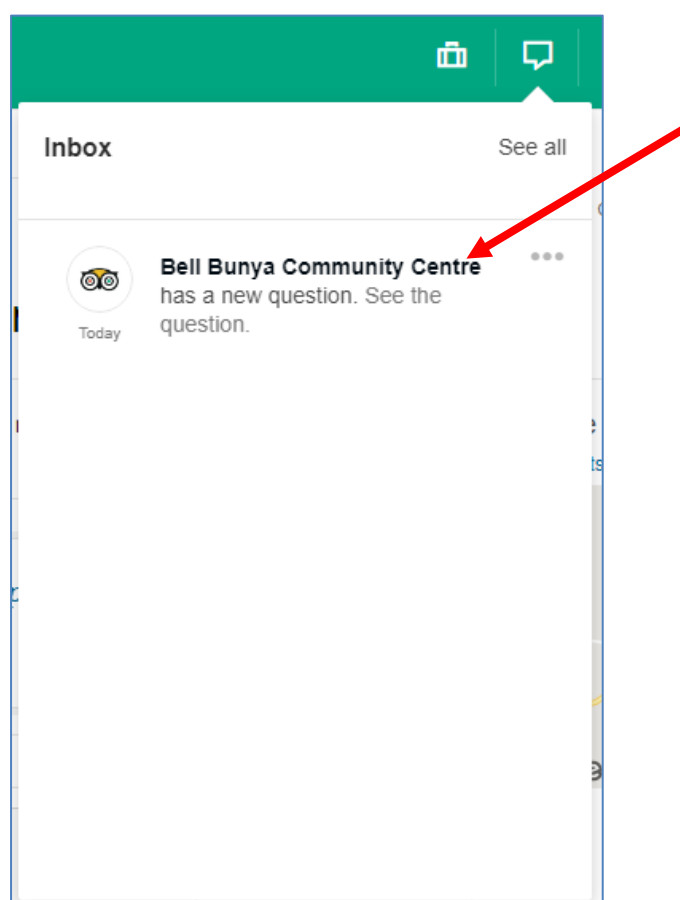 Inbox
See all
Bell Bunya Community Centre
has a new question. See the
question.
Today